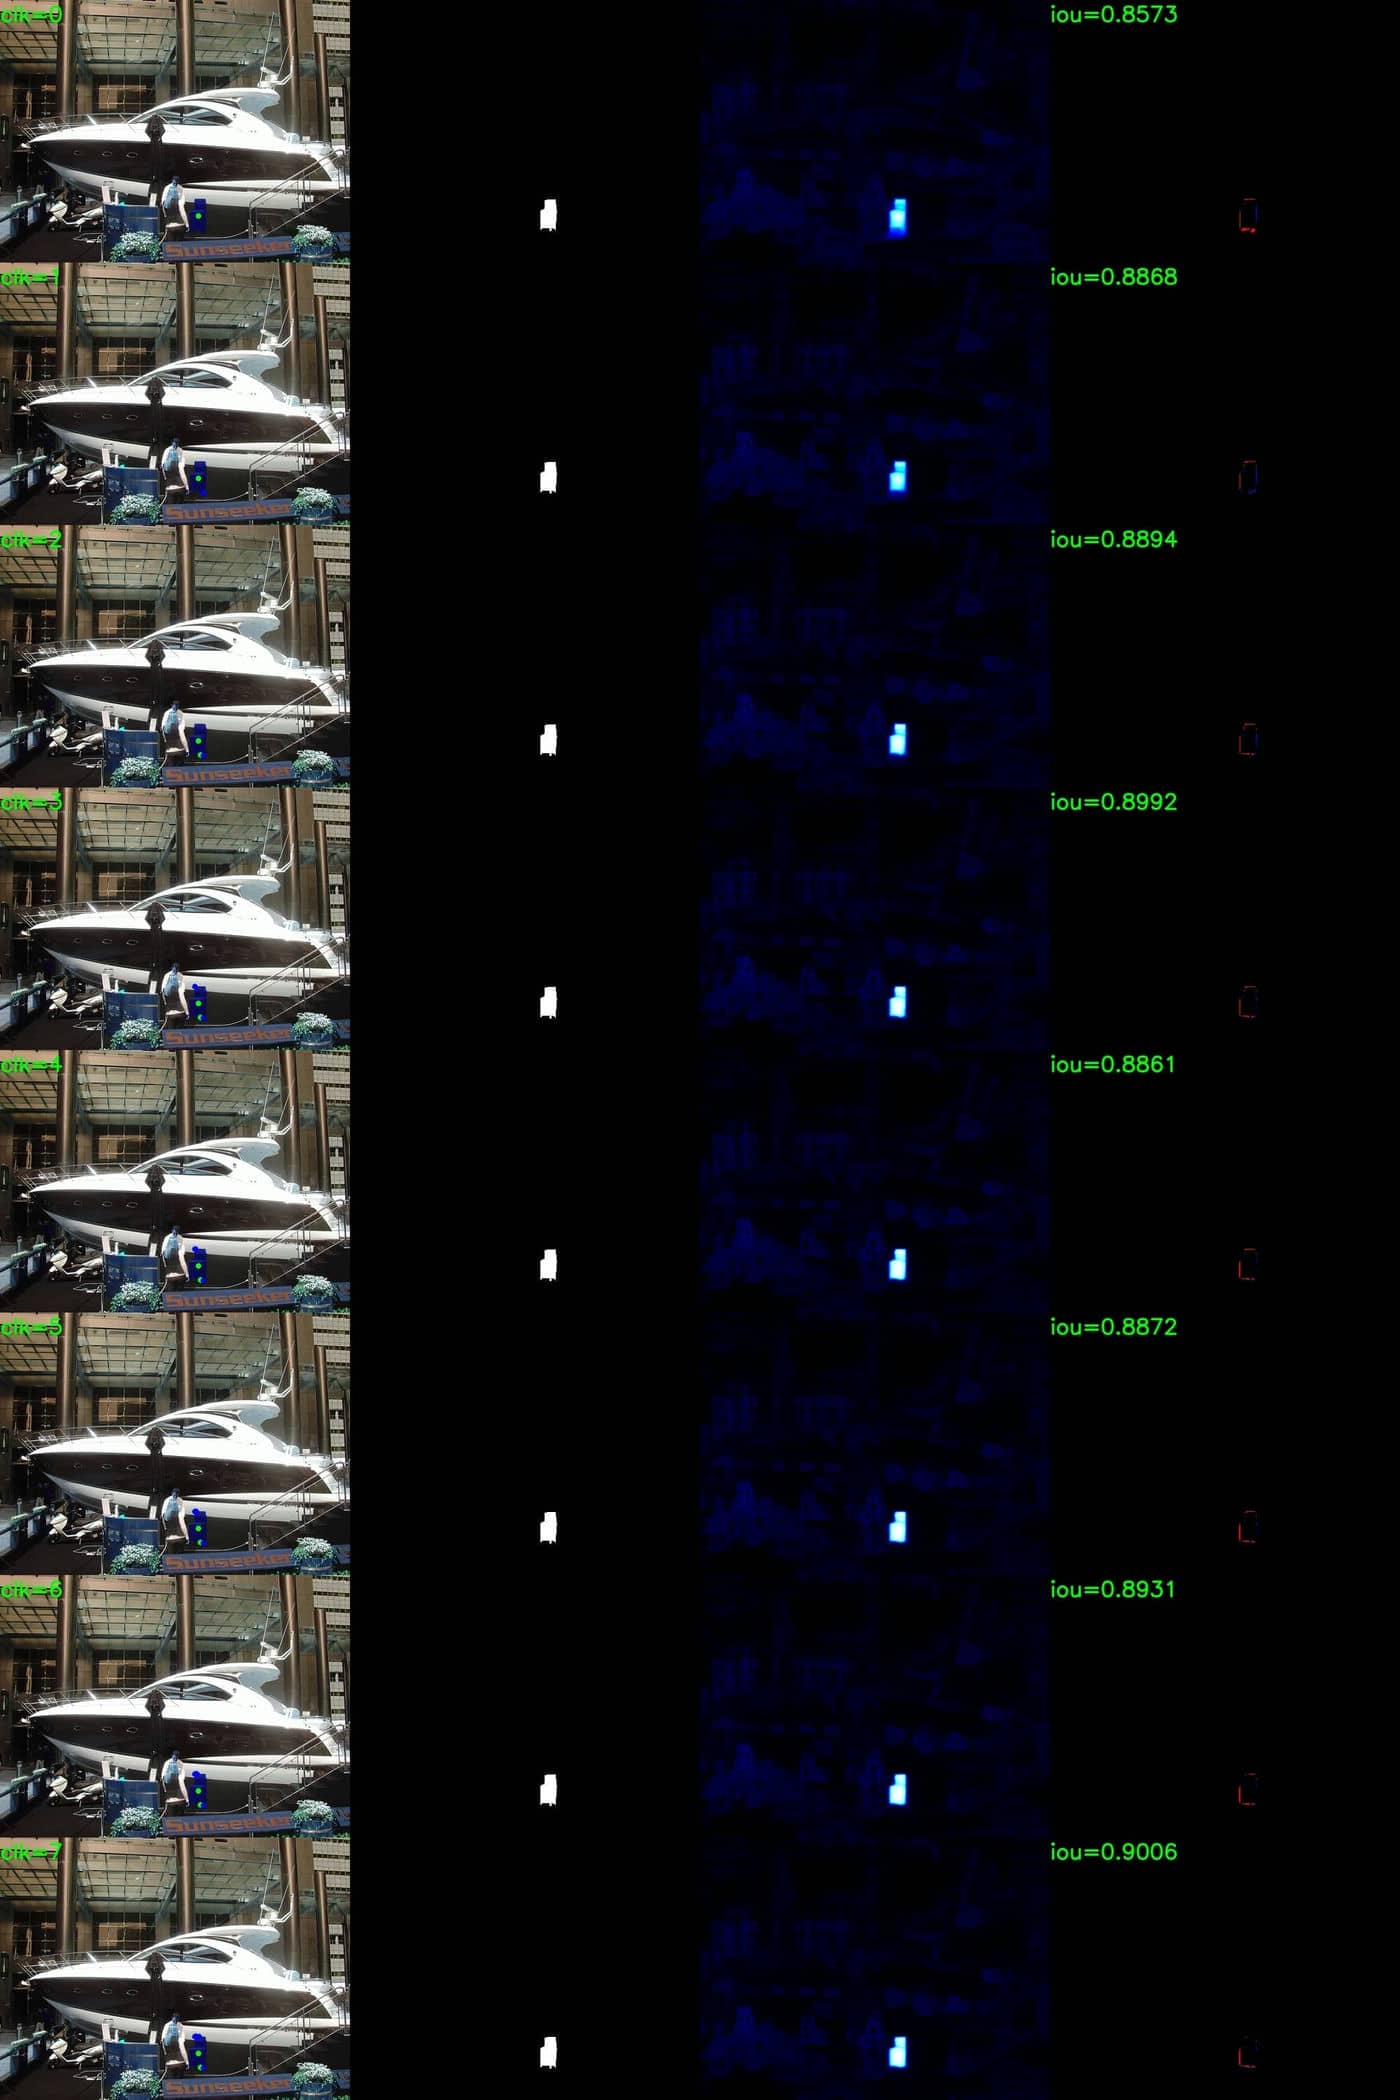 clk=0
iou=0.8573
Sunseeker
clk=1
iou=0.8868
Sunseeker
clk=2
iou=0.8894
Sunseeker
clk=3
iou=0.8992
Sunseeker
clk=4
iou=0.8861
Sunseeker
clk=5
iou=0.8872
Sunseeker
clk=6
iou=0.8931
Sunseeker
clk=7
iou=0.9006
Sunseeker